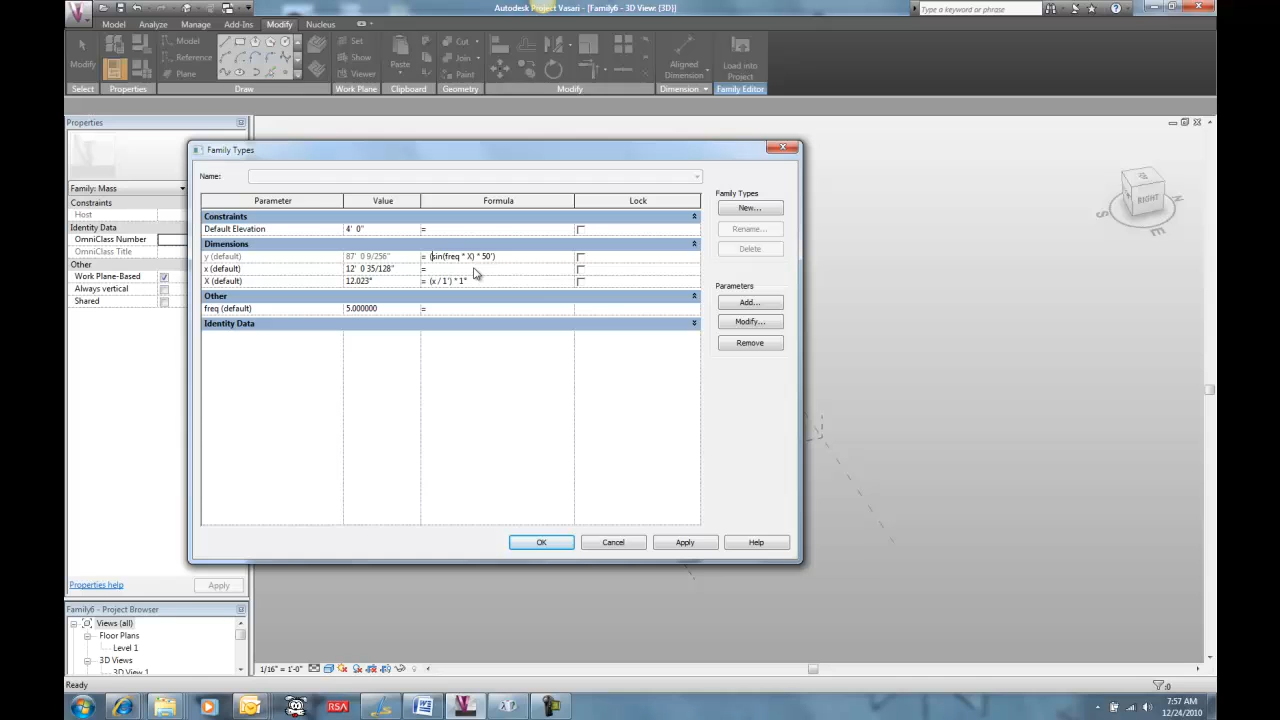 Autodesk Project Vasari - [Family6 - 3D View: {3D}]
Type a keyword or phrase
Model Analyze Manage Add-Ins Modify Nucleus
Model Set Cut
Reference Show Join
Modify Plane Viewer Paste Paint Aligned Dimension Load into Project
Select Properties Draw Work Plane Clipboard Geometry Modify Dimension Family Editor
Properties
Family: Mass
Constraints
Host
Identity Data
OmniClass Number
OmniClass Title
Other
Work Plane-Based
Always vertical
Shared
Properties help Apply
Family Types
Name:
Parameter Value Formula Lock
Constraints
Default Elevation 4' 0" =
Dimensions
y (default) 87' 0 9/256" = (sin(freq * X) * 50')
x (default) 12' 0 35/128" =
X (default) 12.023° = (x / 1') * 1°
Other
freq (default) 5.000000 =
Identity Data
Family Types
New...
Rename...
Delete
Parameters
Add...
Modify...
Remove
OK Cancel Apply Help
RIGHT
S
E
Family6 - Project Browser
Views (all)
Floor Plans
Level 1
3D Views
3D View 1
1/16" = 1'-0"
Ready
:0
RSA
7:57 AM
12/24/2010